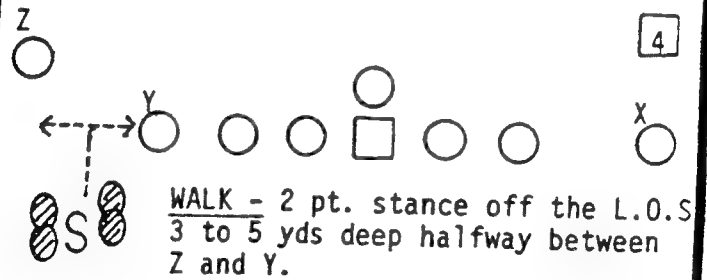 Z
4
Y
X
S
WALK - 2 pt. stance off the L.O.S
3 to 5 yds deep halfway between
Z and Y.